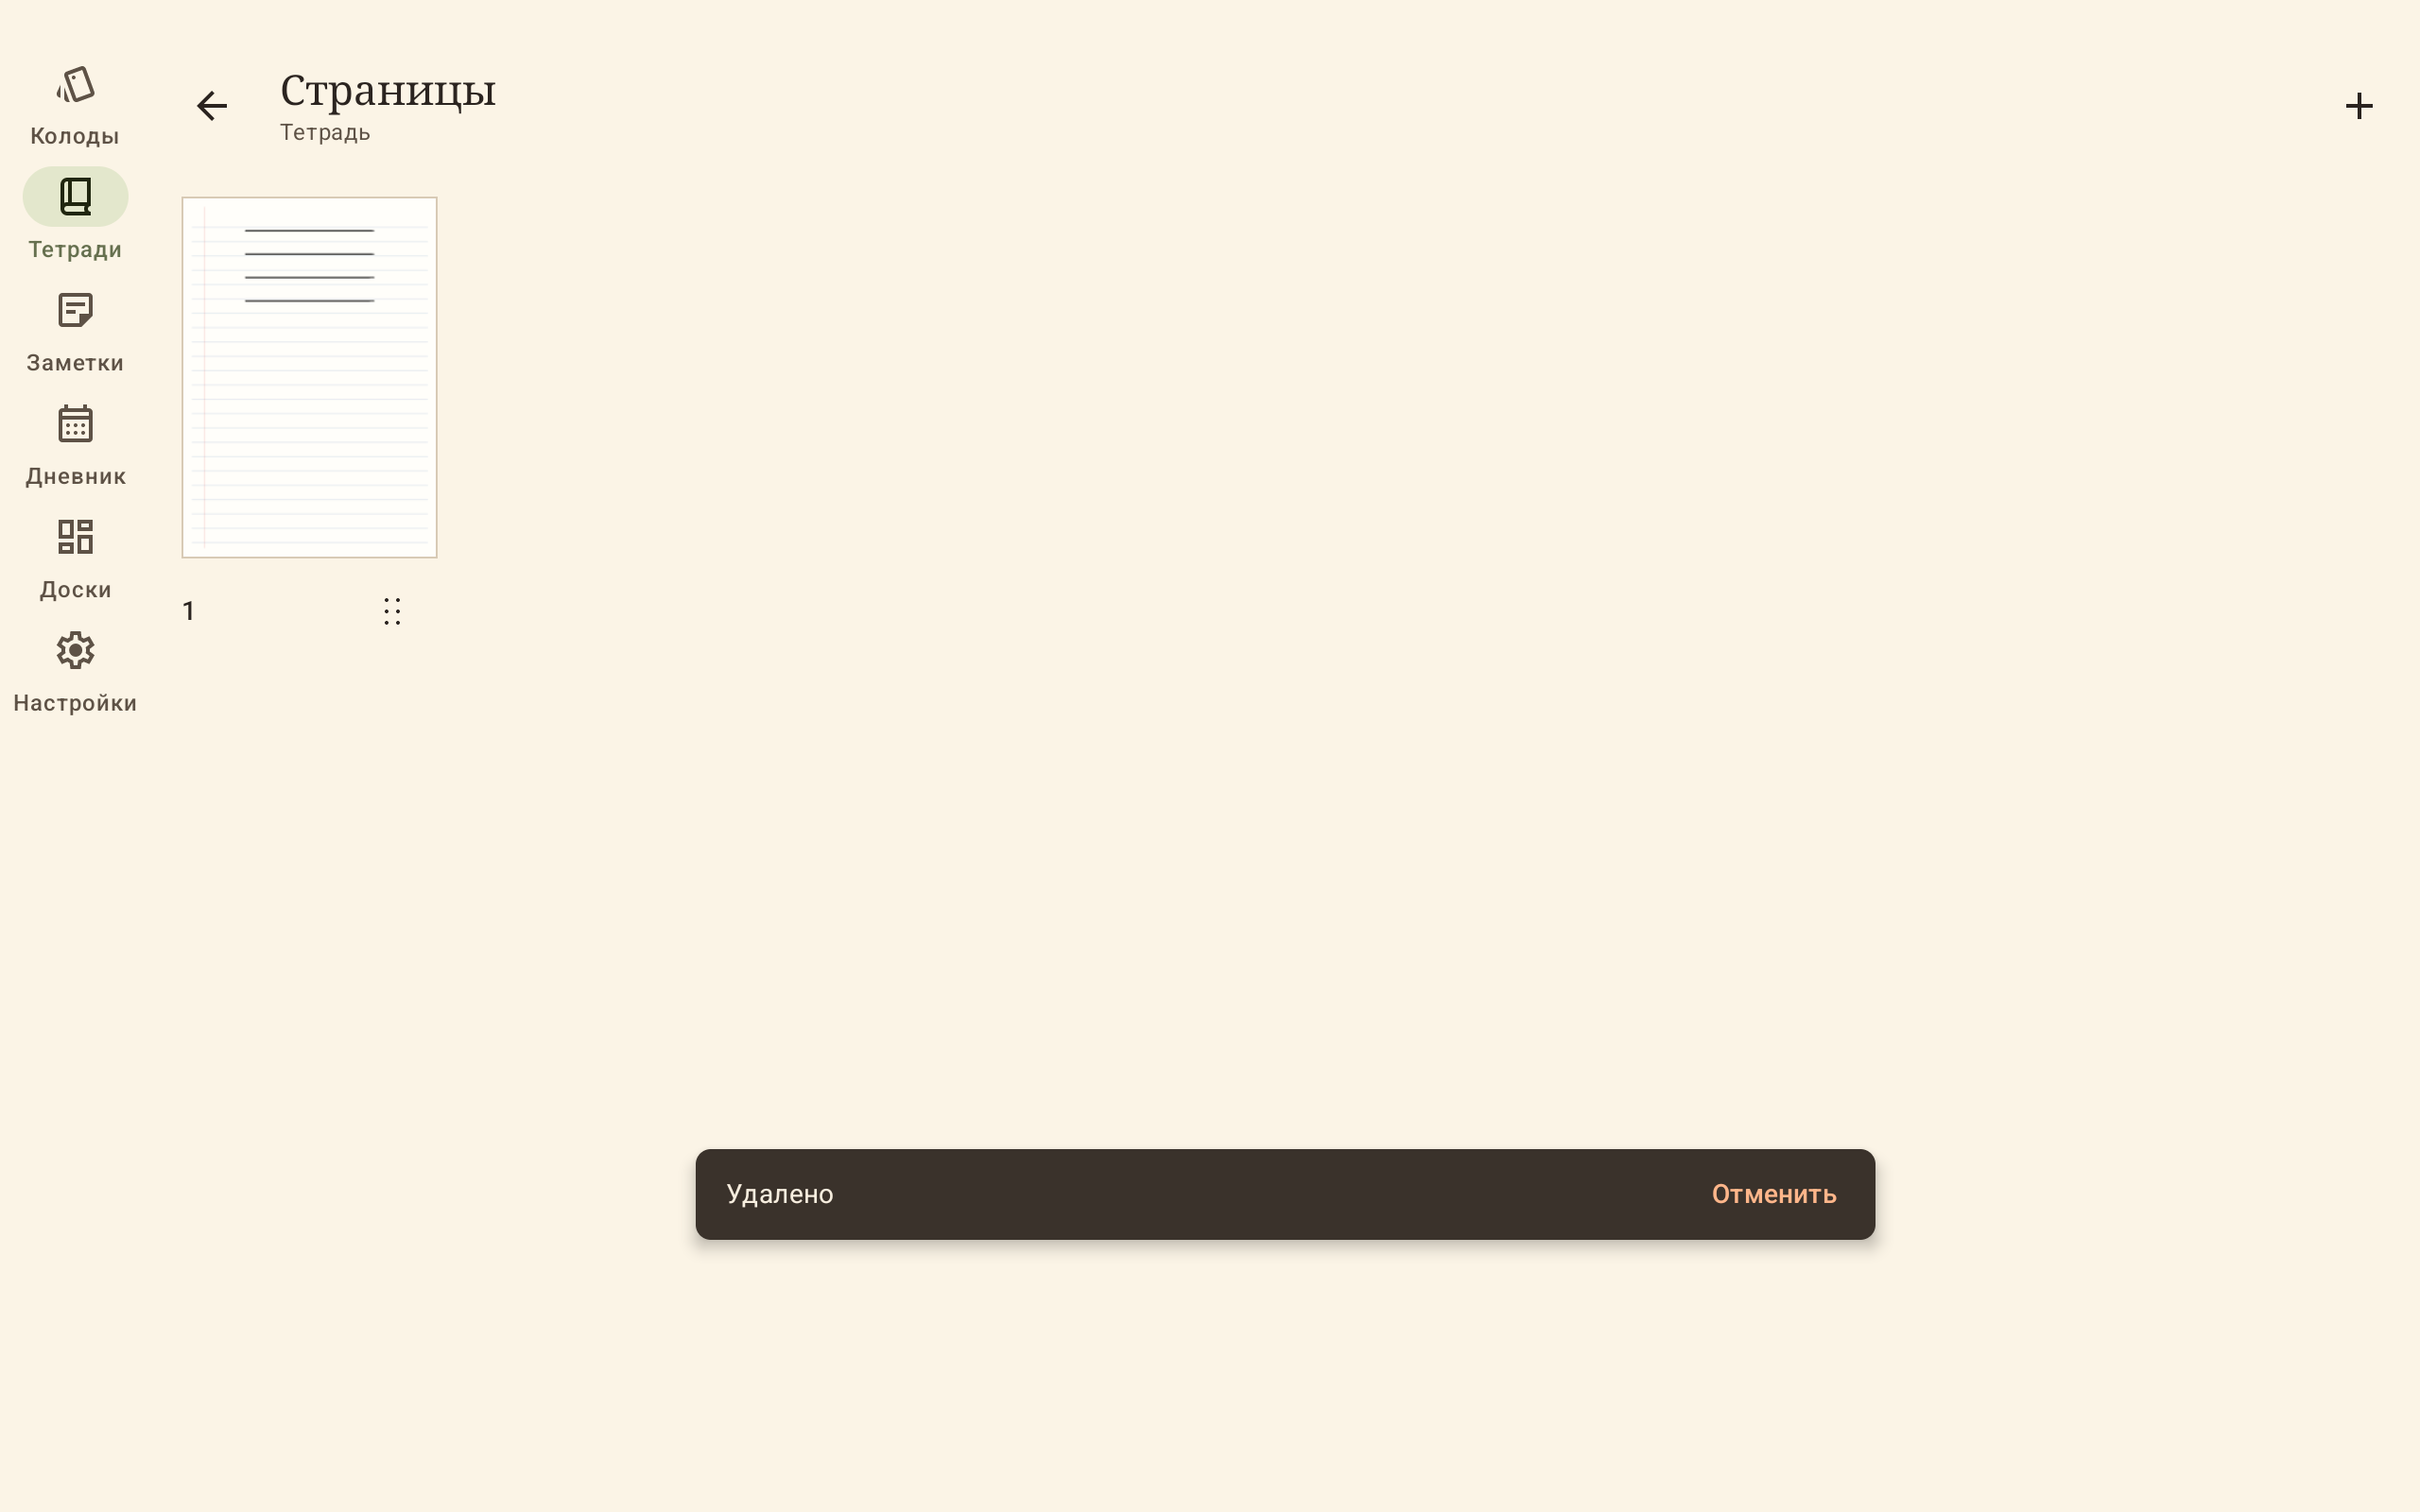 Страницы
Тетрадь
Колоды
Тетради
Заметки
Дневник
Доски
Настройки
1
Удалено
Отменить